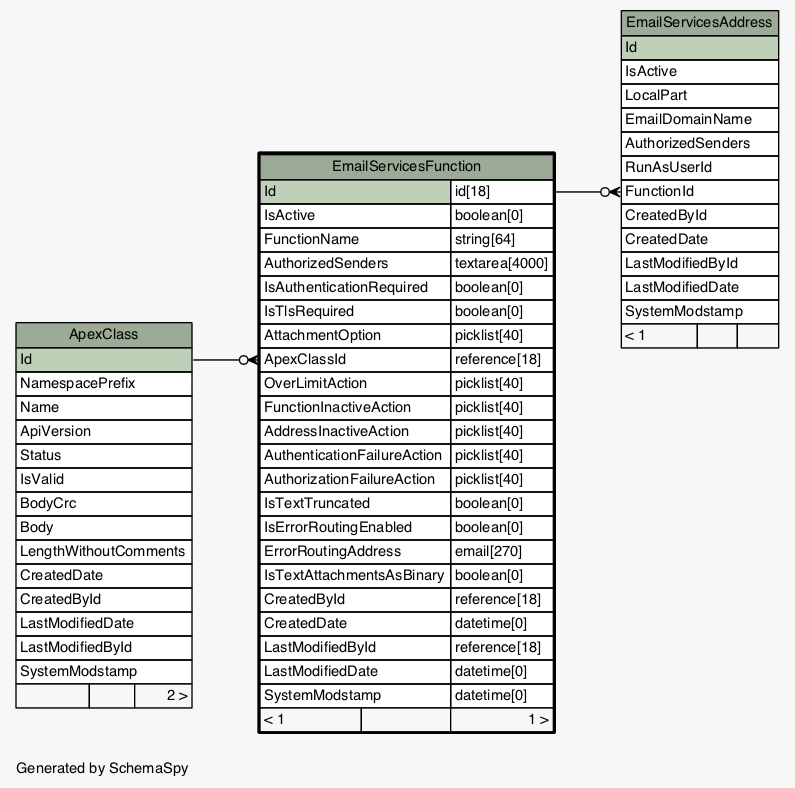 EmailServicesAddress
Id
IsActive
LocalPart
EmailDomainName
AuthorizedSenders
RunAsUserId
FunctionId
CreatedById
CreatedDate
LastModifiedById
LastModifiedDate
SystemModstamp
< 1
EmailServicesFunction
Id id[18]
IsActive boolean[0]
FunctionName string[64]
AuthorizedSenders textarea[4000]
IsAuthenticationRequired boolean[0]
IsTlsRequired boolean[0]
AttachmentOption picklist[40]
ApexClassId reference[18]
OverLimitAction picklist[40]
FunctionInactiveAction picklist[40]
AddressInactiveAction picklist[40]
AuthenticationFailureAction picklist[40]
AuthorizationFailureAction picklist[40]
IsTextTruncated boolean[0]
IsErrorRoutingEnabled boolean[0]
ErrorRoutingAddress email[270]
IsTextAttachmentsAsBinary boolean[0]
CreatedById reference[18]
CreatedDate datetime[0]
LastModifiedById reference[18]
LastModifiedDate datetime[0]
SystemModstamp datetime[0]
< 1 1 >
ApexClass
Id
NamespacePrefix
Name
ApiVersion
Status
IsValid
BodyCrc
Body
LengthWithoutComments
CreatedDate
CreatedById
LastModifiedDate
LastModifiedById
SystemModstamp
2 >
Generated by SchemaSpy